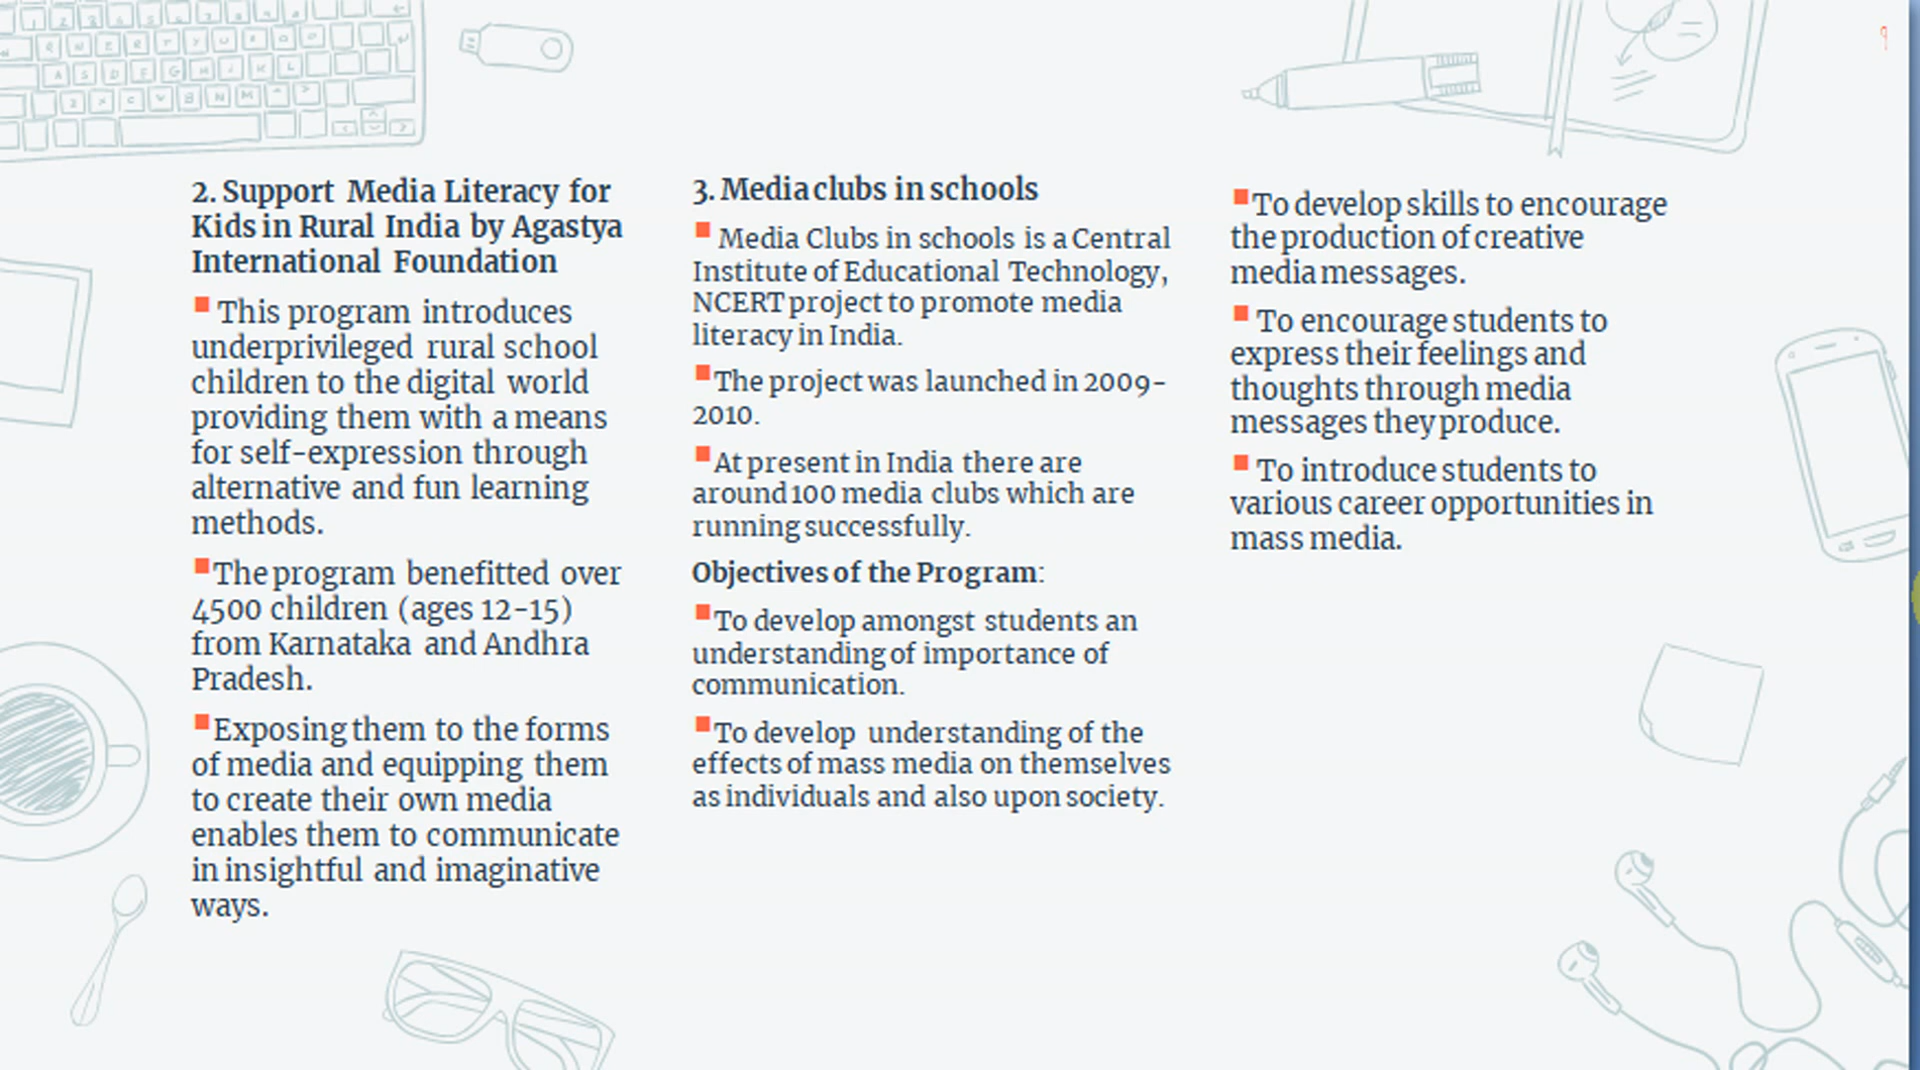 2. Support Media Literacy for
Kids in Rural India by Agastya
International Foundation
▪ This program introduces
underprivileged rural school
children to the digital world
providing them with a means
for self-expression through
alternative and fun learning
methods.
▪The program benefitted over
4500 children (ages 12-15)
from Karnataka and Andhra
Pradesh.
▪Exposing them to the forms
of media and equipping them
to create their own media
enables them to communicate
in insightful and imaginative
ways.
3. Media clubs in schools
▪ Media Clubs in schools is a Central
Institute of Educational Technology,
NCERT project to promote media
literacy in India.
▪The project was launched in 2009-
2010.
▪At present in India there are
around 100 media clubs which are
running successfully.
Objectives of the Program:
▪To develop amongst students an
understanding of importance of
communication.
▪To develop understanding of the
effects of mass media on themselves
as individuals and also upon society.
▪To develop skills to encourage
the production of creative
media messages.
▪ To encourage students to
express their feelings and
thoughts through media
messages they produce.
▪ To introduce students to
various career opportunities in
mass media.